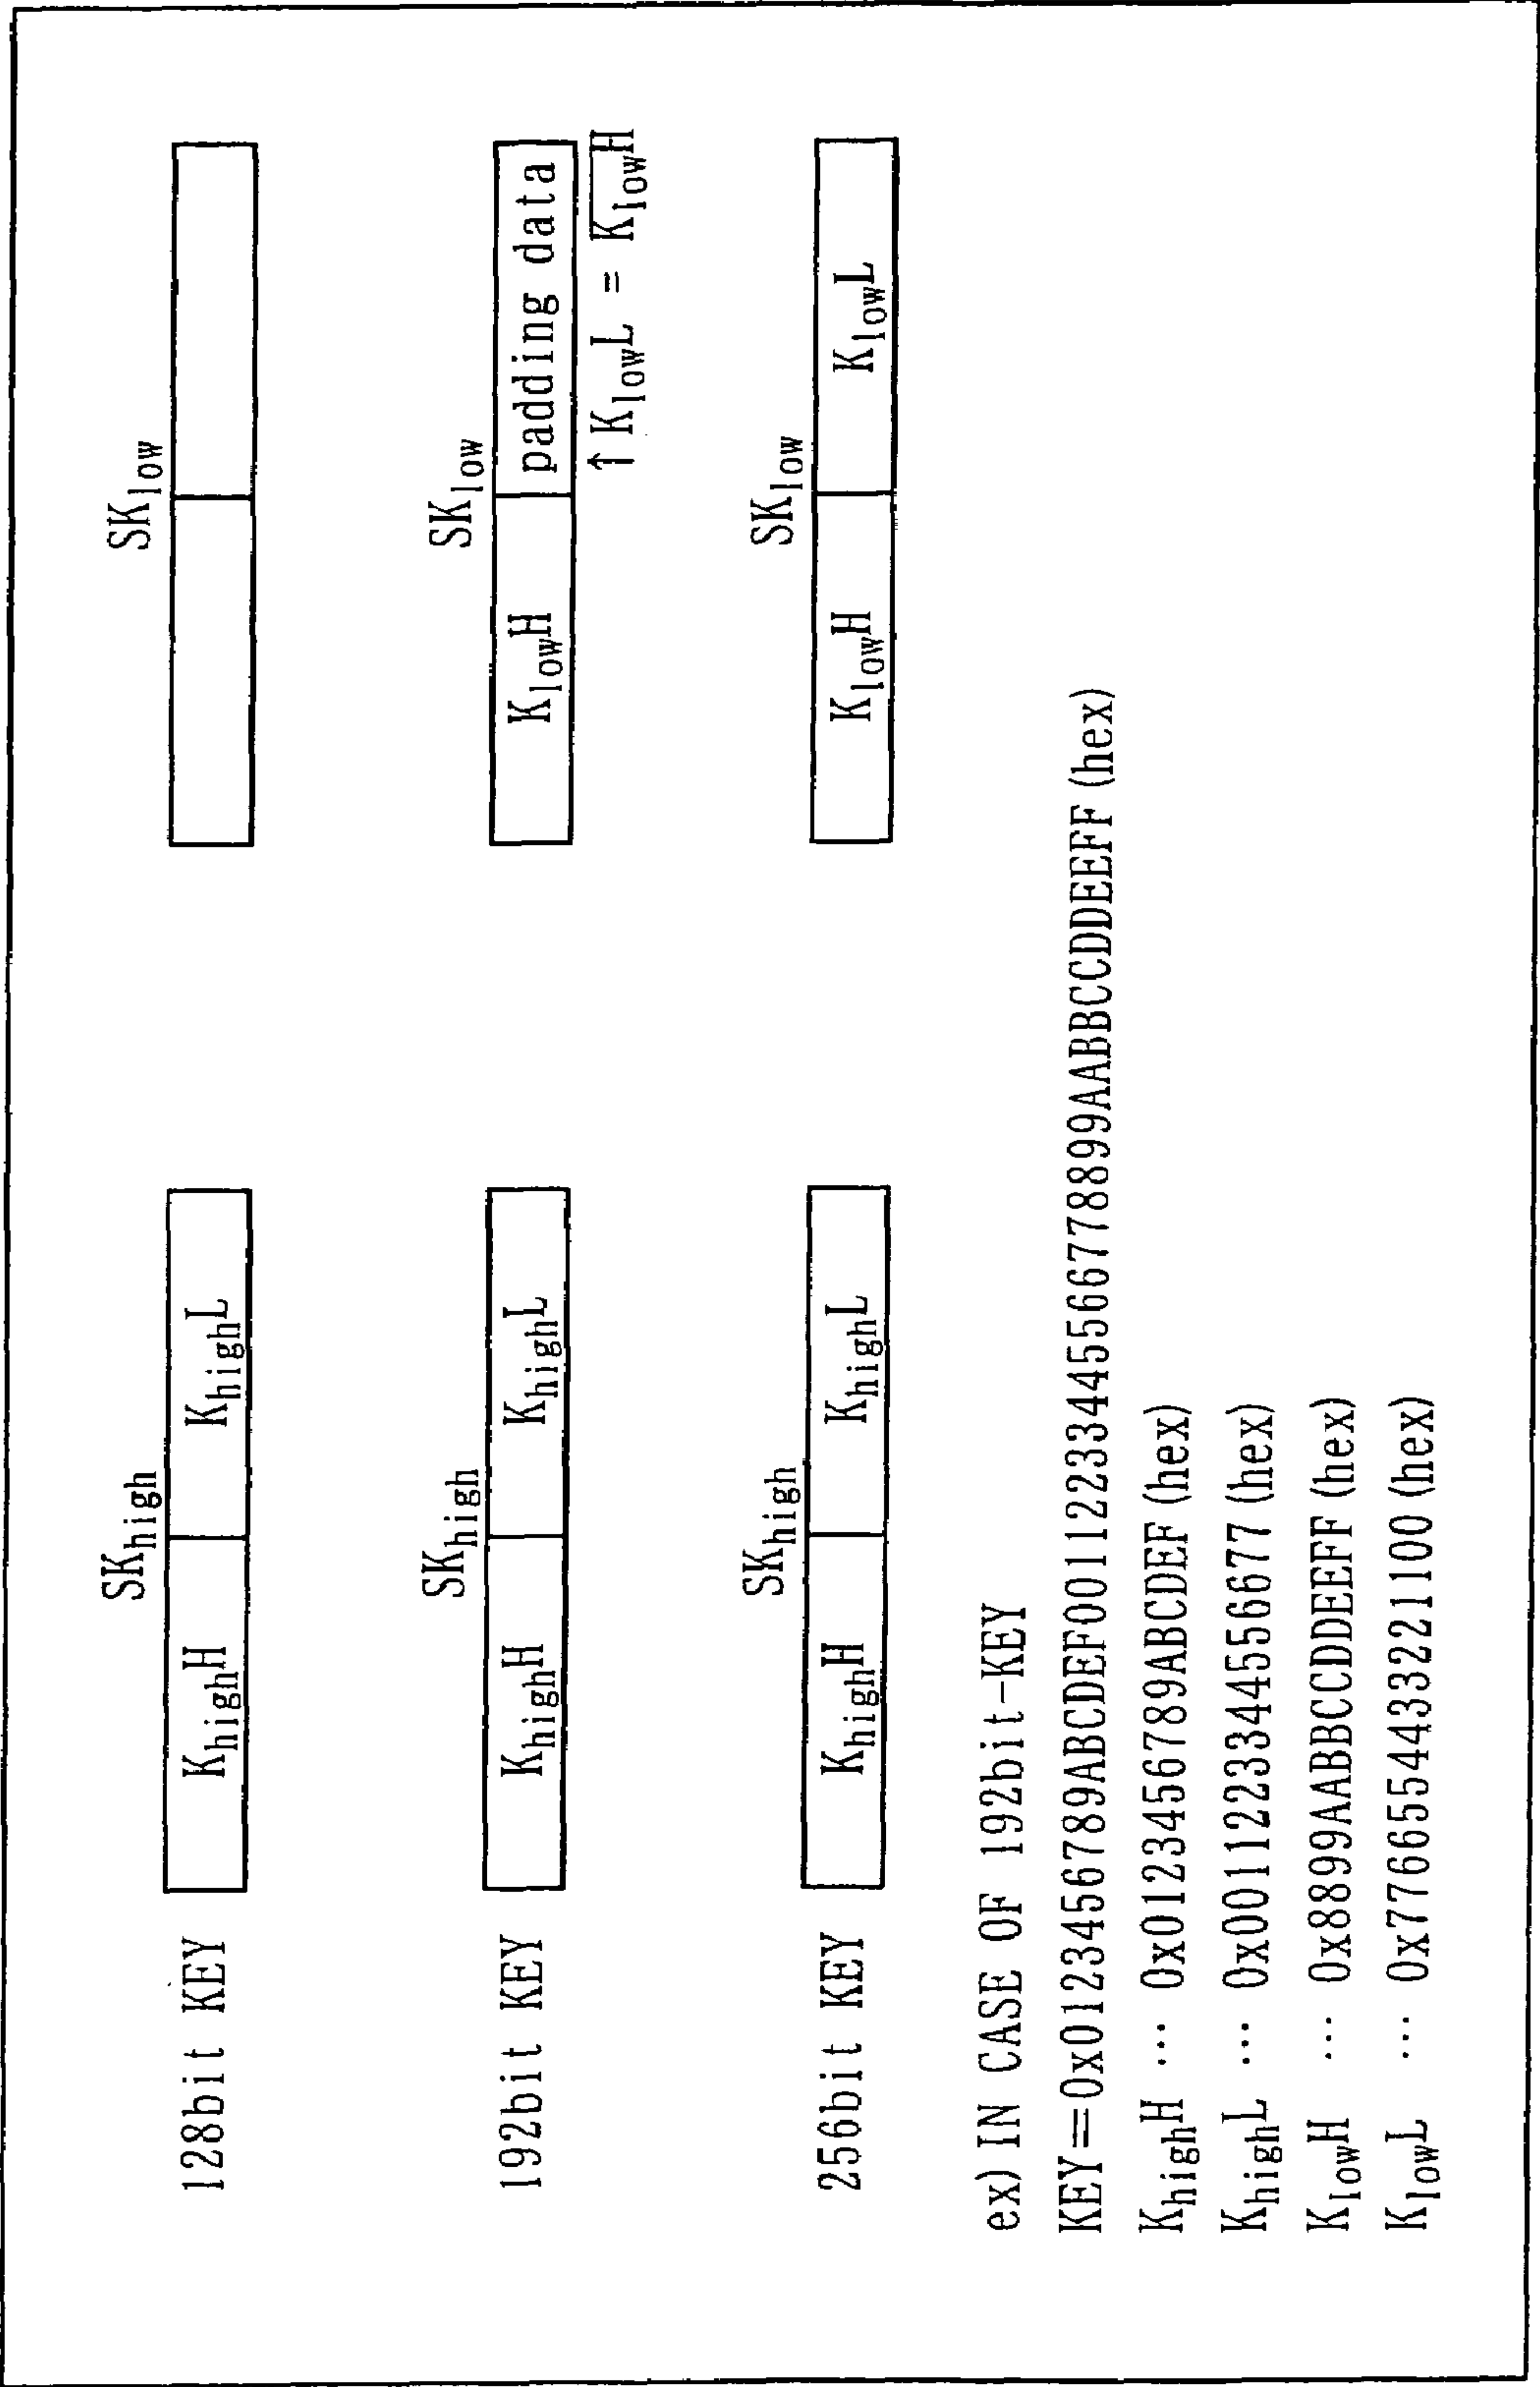 SKhigh SKlow
128bit KEY KhighH KhighL
SKhigh SKlow
192bit KEY KhighH KhighL KlowH padding data
↑KlowL = K̅l̅o̅w̅H̅
SKhigh SKlow
256bit KEY KhighH KhighL KlowH KlowL
ex) IN CASE OF 192bit-KEY
KEY=0x0123456789ABCDEF00112233445566778899AABBCCDDEEFF (hex)
KhighH ··· 0x0123456789ABCDEF (hex)
KhighL ··· 0x0011223344556677 (hex)
KlowH ··· 0x8899AABBCCDDEEFF (hex)
KlowL ··· 0x7766554433221100 (hex)